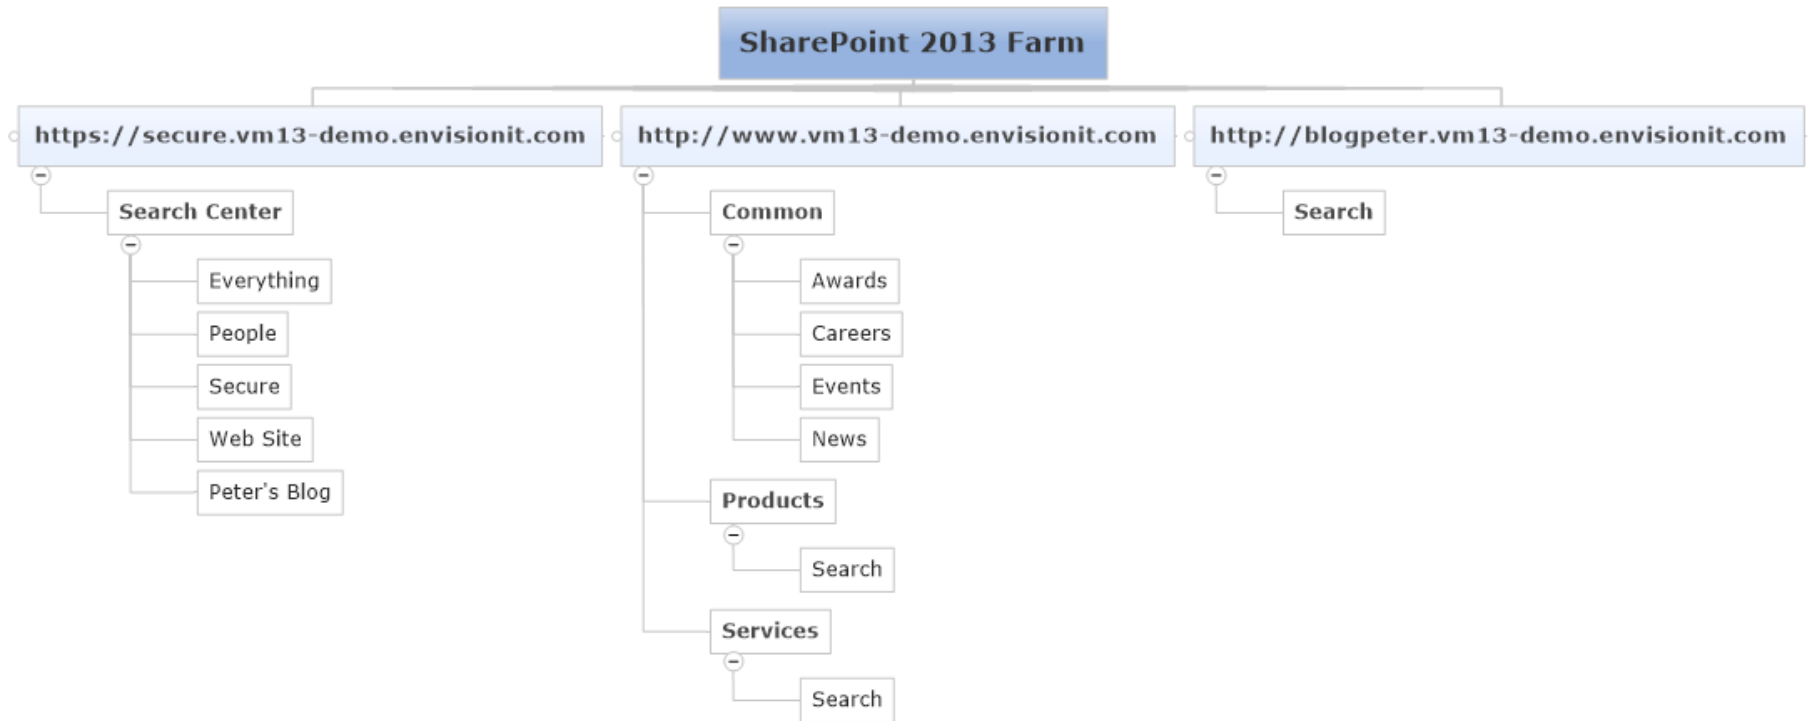 SharePoint 2013 Farm
https://secure.vm13-demo.envisionit.com
http://www.vm13-demo.envisionit.com
http://blogpeter.vm13-demo.envisionit.com
Search Center
Everything
People
Secure
Web Site
Peter's Blog
Common
Awards
Careers
Events
News
Products
Search
Services
Search
Search